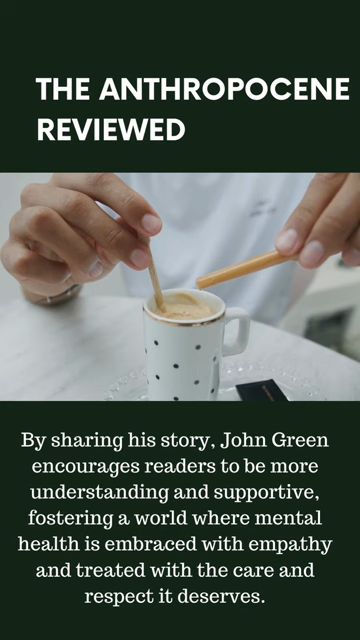 THE ANTHROPOCENE
REVIEWED
By sharing his story, John Green
encourages readers to be more
understanding and supportive,
fostering a world where mental
health is embraced with empathy
and treated with the care and
respect it deserves.